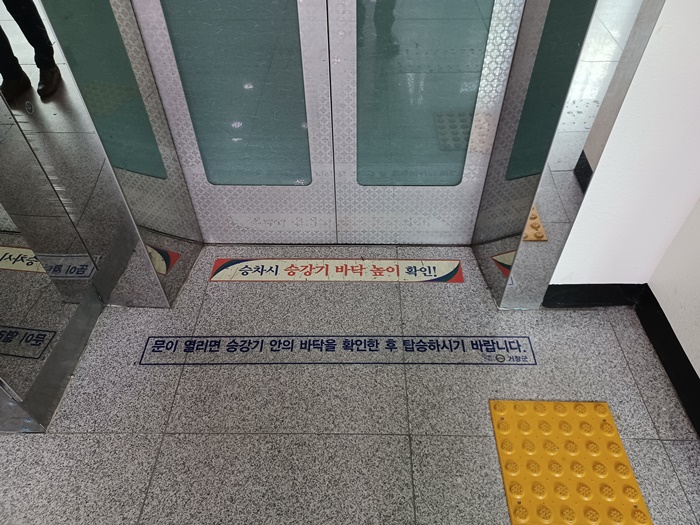 승차시 승강기 바닥 높이 확인!
문이 열리면 승강기 안의 바닥을 확인한 후 탑승하시기 바랍니다.
거창군